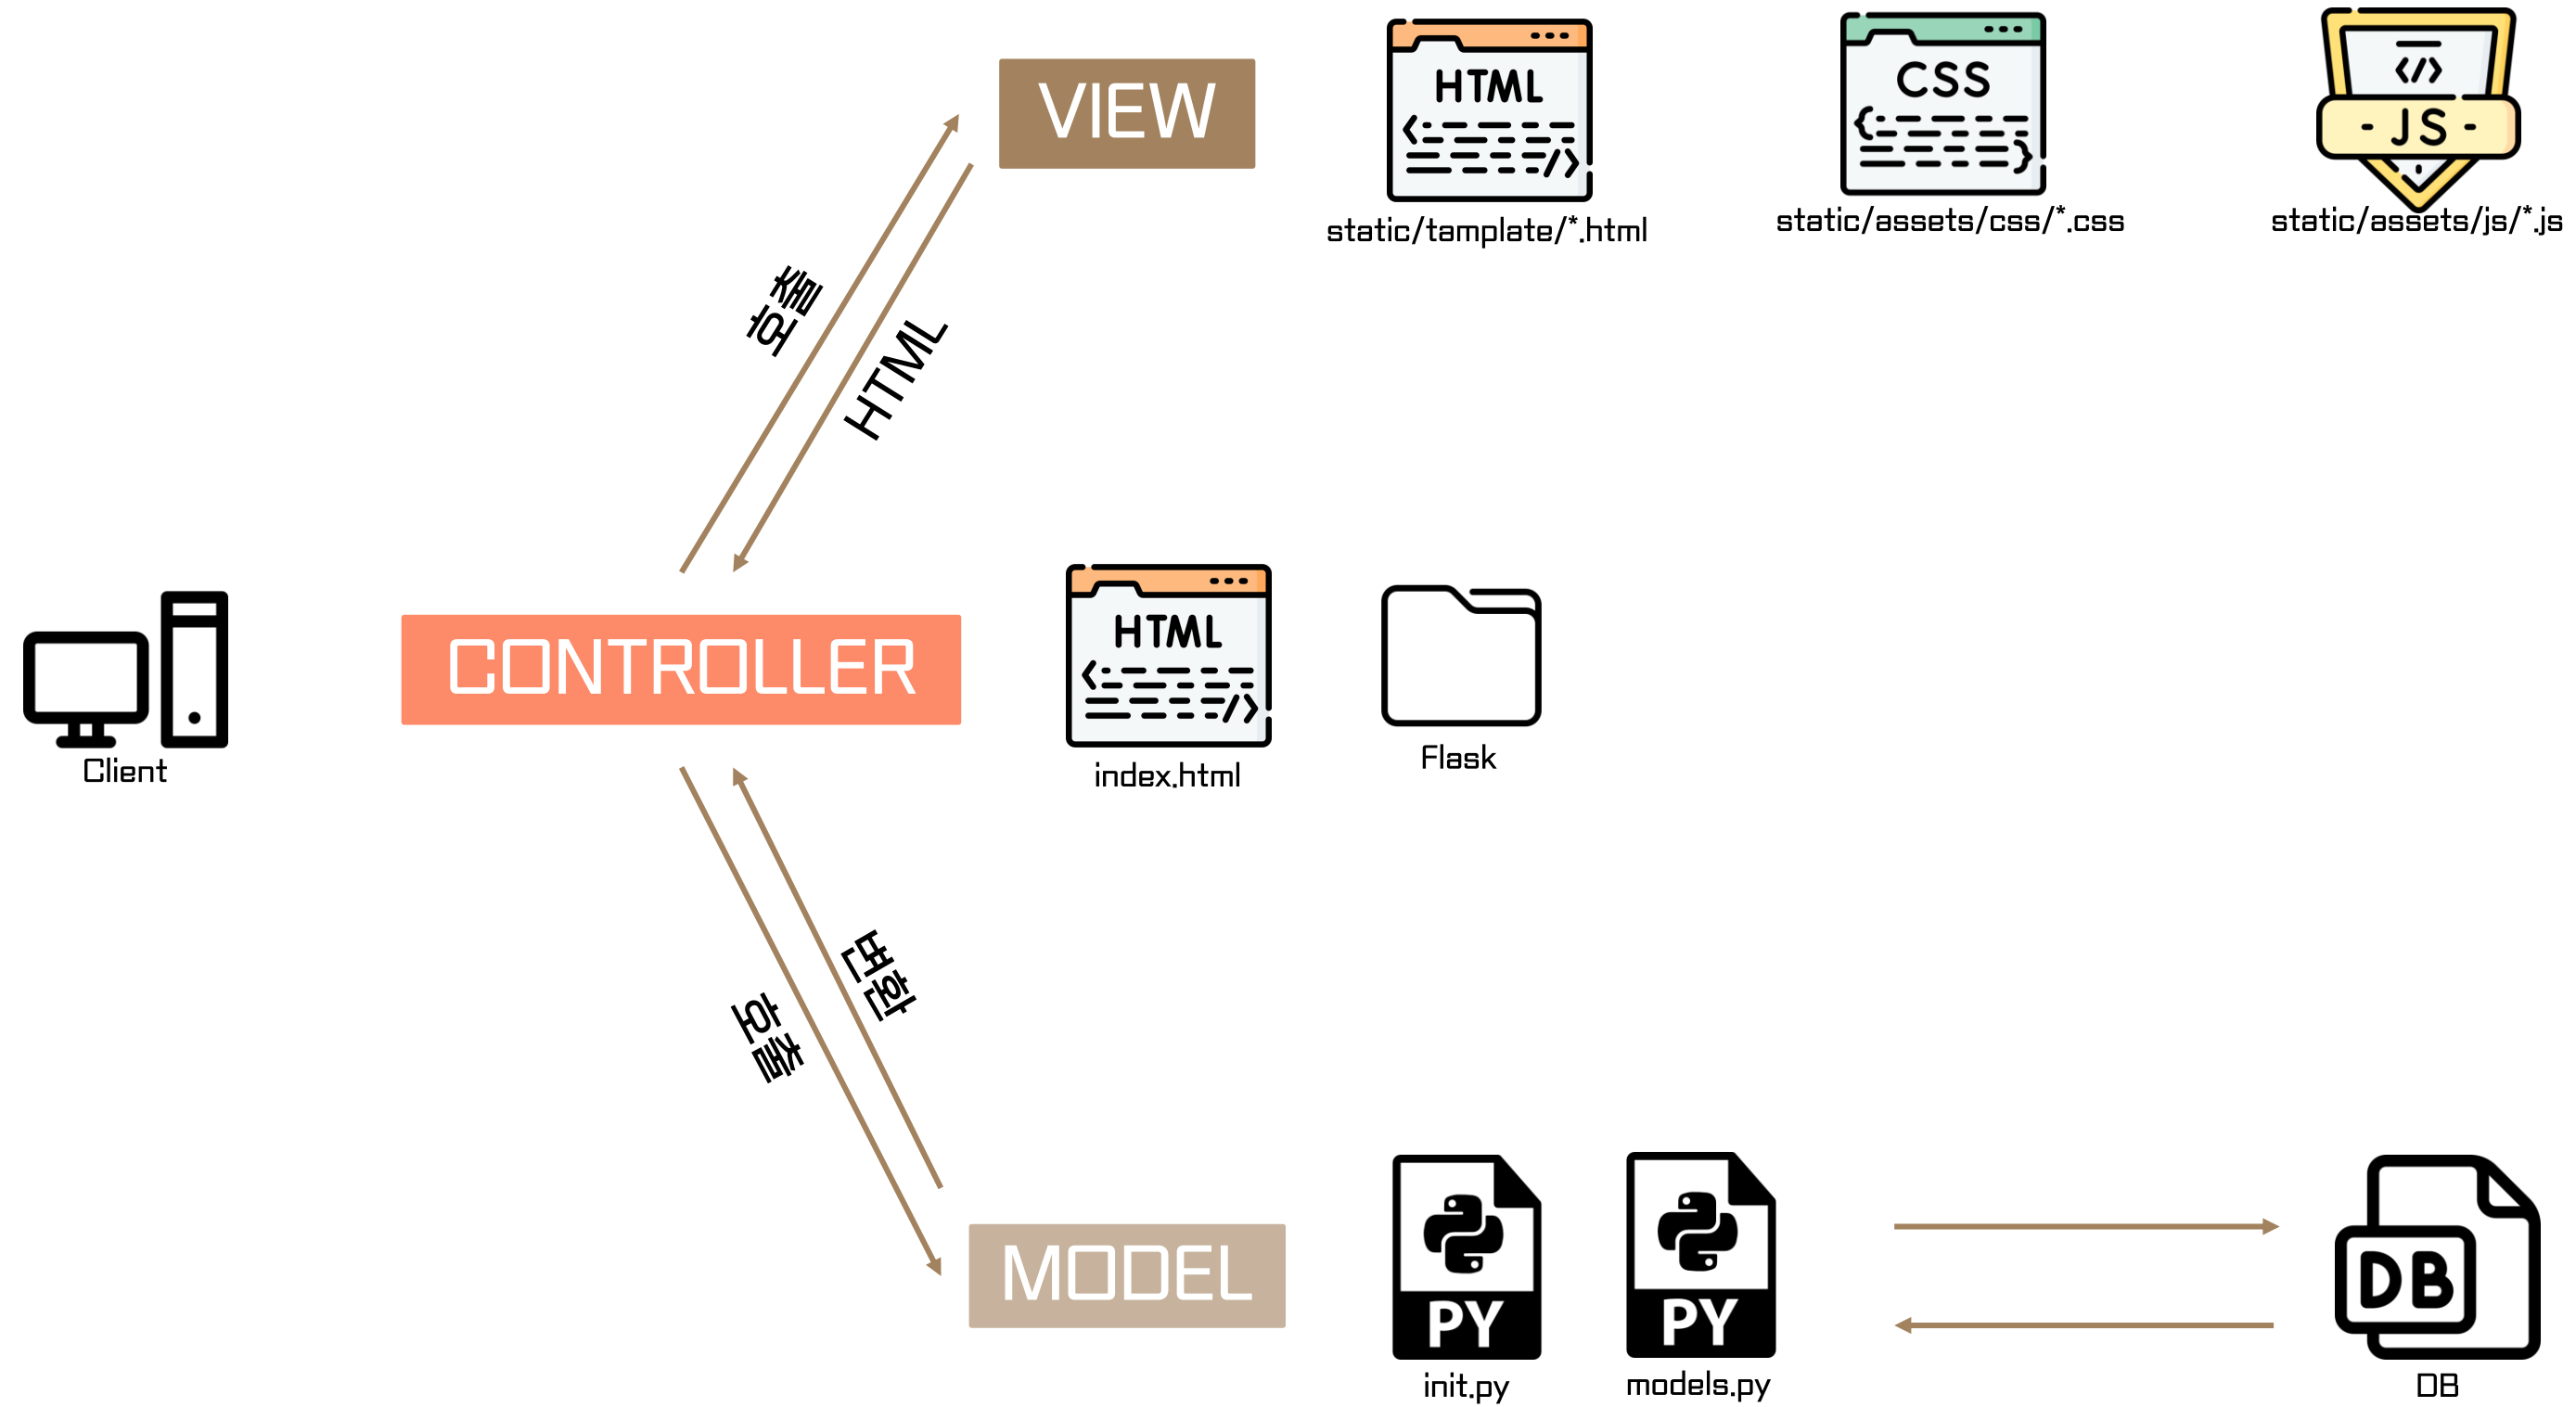 VIEW
HTML
static/tamplate/*.html
CSS
static/assets/css/*.css
</>
- JS -
static/assets/js/*.js
호출
HTML
Client
CONTROLLER
HTML
index.html
Flask
호출
변환
MODEL
PY
init.py
PY
models.py
DB
DB